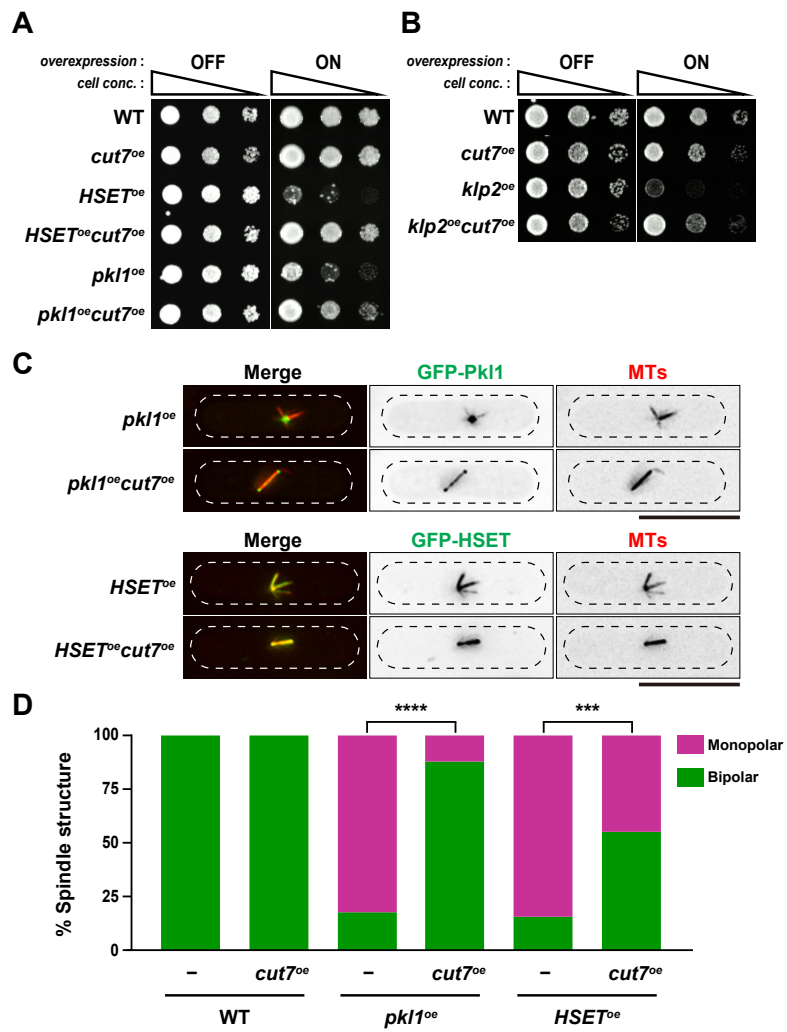 A
overexpression : OFF ON
cell conc. :
WT
cut7oe
HSEToe
HSEToecut7oe
pkl1oe
pkl1oecut7oe
B
overexpression : OFF ON
cell conc. :
WT
cut7oe
klp2oe
klp2oecut7oe
C
Merge GFP-Pkl1 MTs
pkl1oe
pkl1oecut7oe
Merge GFP-HSET MTs
HSEToe
HSEToecut7oe
D
**** ***
Monopolar
Bipolar
% Spindle structure
100
75
50
25
0
– cut7oe – cut7oe – cut7oe
WT pkl1oe HSEToe